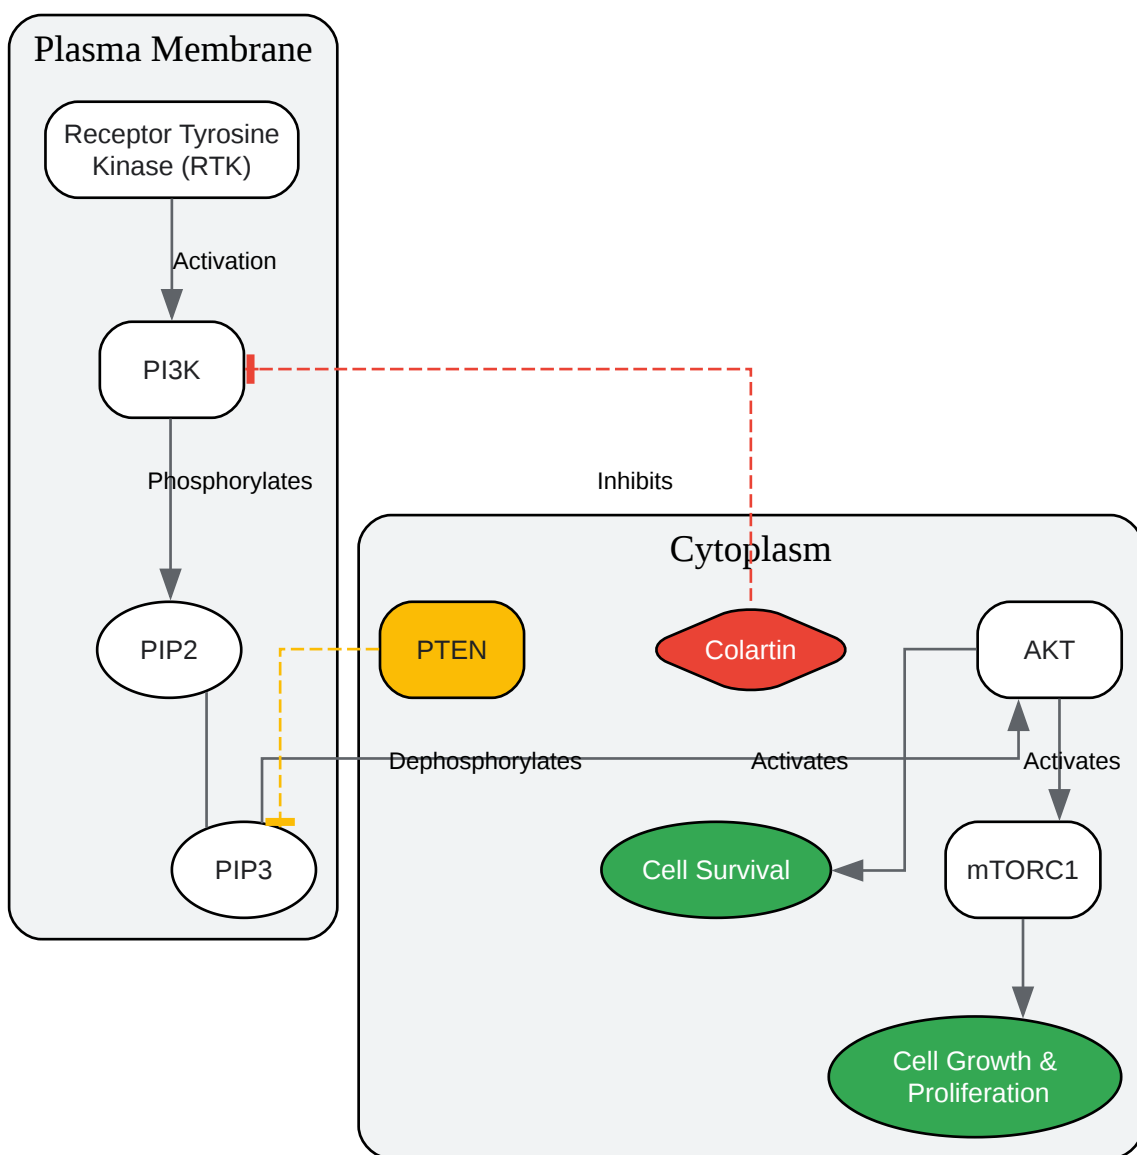 Plasma Membrane
Receptor Tyrosine
Kinase (RTK)
Activation
PI3K
Phosphorylates
Inhibits
Cytoplasm
PIP2
PTEN
Colartin
AKT
Dephosphorylates
Activates
Activates
PIP3
Cell Survival
mTORC1
Cell Growth &
Proliferation